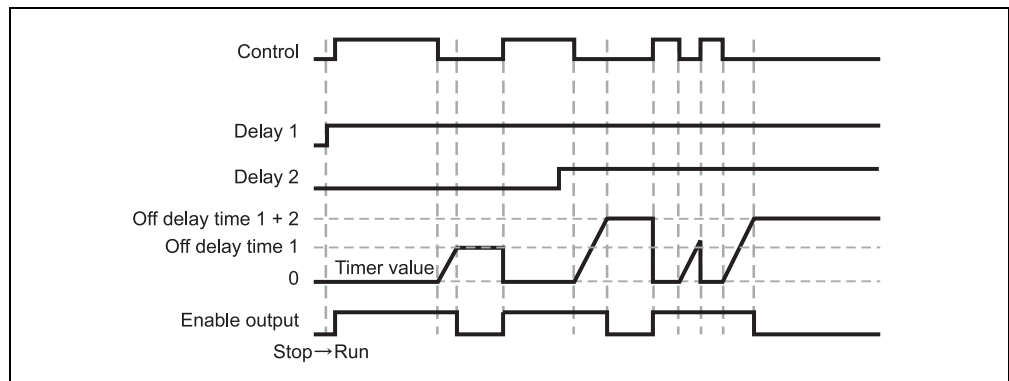 Control
Delay 1
Delay 2
Off delay time 1 + 2
Off delay time 1
Timer value
0
Enable output
Stop→Run